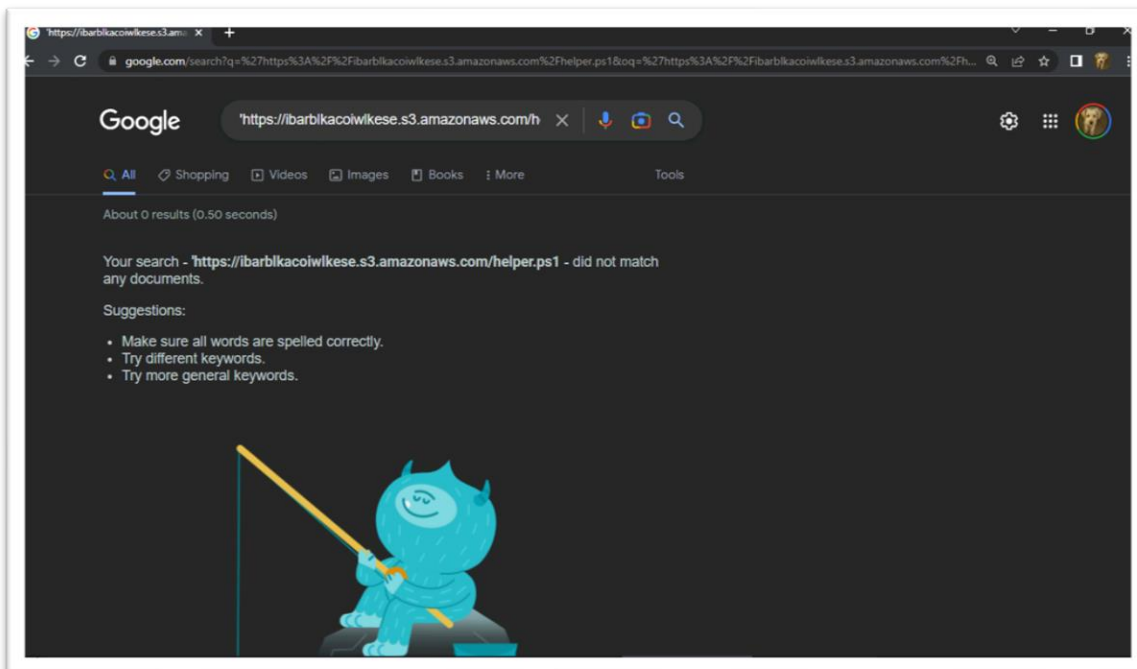 'https://ibarblkacoiwlkese.s3.ama
google.com/search?q=%27https%3A%2F%2Fibarblkacoiwlkese.s3.amazonaws.com%2Fhelper.ps1&oq=%27https%3A%2F%2Fibarblkacoiwlkese.s3.amazonaws.com%2Fh...
Google
'https://ibarblkacoiwlkese.s3.amazonaws.com/h
All Shopping Videos Images Books More Tools
About 0 results (0.50 seconds)
Your search - 'https://ibarblkacoiwlkese.s3.amazonaws.com/helper.ps1 - did not match
any documents.
Suggestions:
• Make sure all words are spelled correctly.
• Try different keywords.
• Try more general keywords.